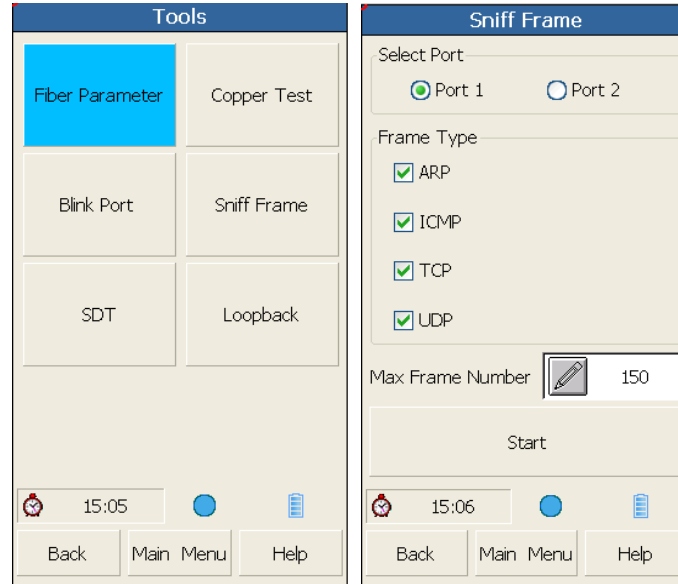 Tools
Fiber Parameter
Copper Test
Blink Port
Sniff Frame
SDT
Loopback
15:05
Back
Main Menu
Help
Sniff Frame
Select Port
Port 1
Port 2
Frame Type
ARP
ICMP
TCP
UDP
Max Frame Number
150
Start
15:06
Back
Main Menu
Help